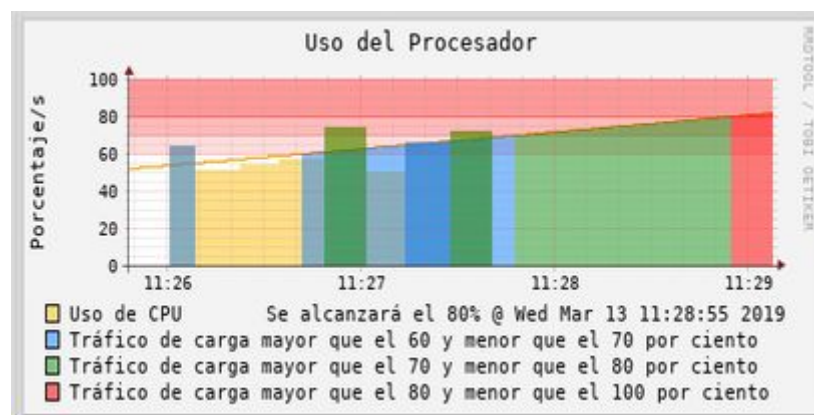 Uso del Procesador
RRDTOOL / TOBI OETIKER
Porcentaje/s
100
80
60
40
20
0
11:26 11:27 11:28 11:29
Uso de CPU Se alcanzará el 80% @ Wed Mar 13 11:28:55 2019
Tráfico de carga mayor que el 60 y menor que el 70 por ciento
Tráfico de carga mayor que el 70 y menor que el 80 por ciento
Tráfico de carga mayor que el 80 y menor que el 100 por ciento